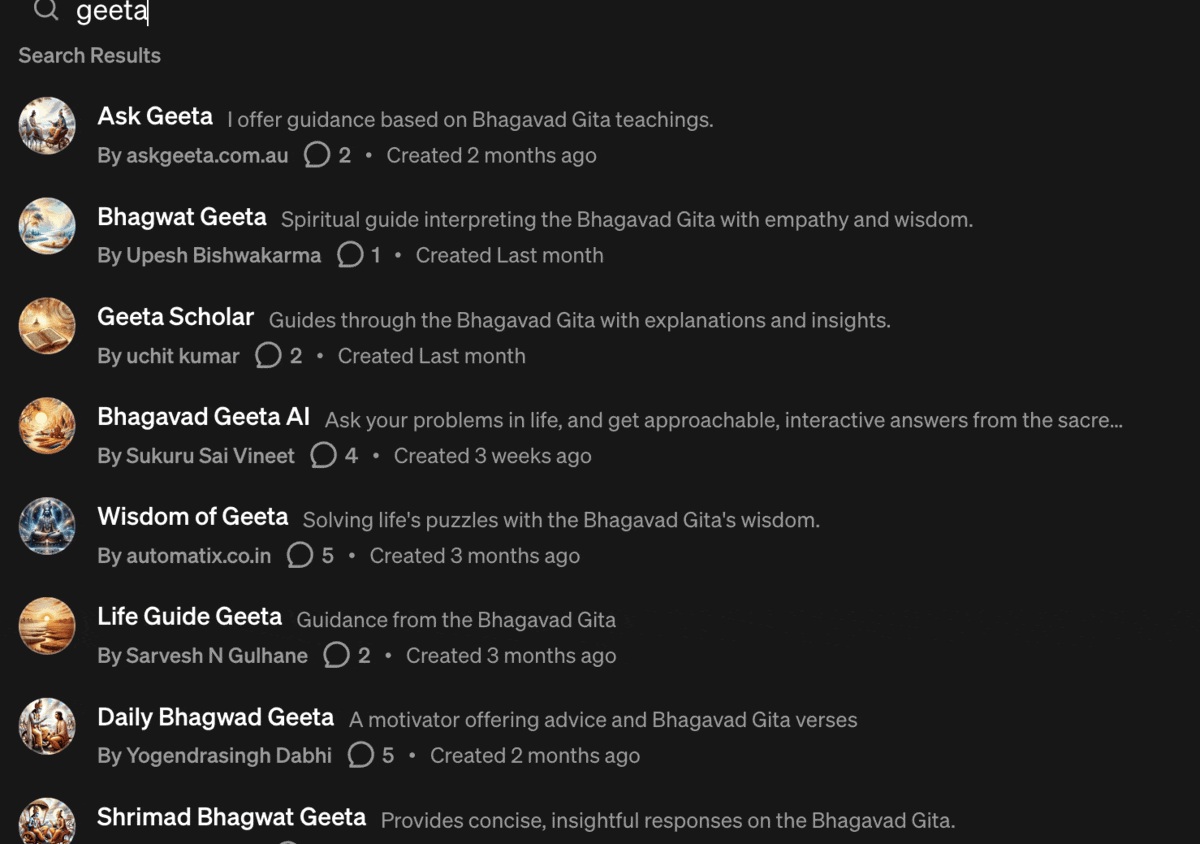 geeta
Search Results
Ask Geeta I offer guidance based on Bhagavad Gita teachings.
By askgeeta.com.au 2 • Created 2 months ago
Bhagwat Geeta Spiritual guide interpreting the Bhagavad Gita with empathy and wisdom.
By Upesh Bishwakarma 1 • Created Last month
Geeta Scholar Guides through the Bhagavad Gita with explanations and insights.
By uchit kumar 2 • Created Last month
Bhagavad Geeta AI Ask your problems in life, and get approachable, interactive answers from the sacre...
By Sukuru Sai Vineet 4 • Created 3 weeks ago
Wisdom of Geeta Solving life's puzzles with the Bhagavad Gita's wisdom.
By automatix.co.in 5 • Created 3 months ago
Life Guide Geeta Guidance from the Bhagavad Gita
By Sarvesh N Gulhane 2 • Created 3 months ago
Daily Bhagwad Geeta A motivator offering advice and Bhagavad Gita verses
By Yogendrasingh Dabhi 5 • Created 2 months ago
Shrimad Bhagwat Geeta Provides concise, insightful responses on the Bhagavad Gita.